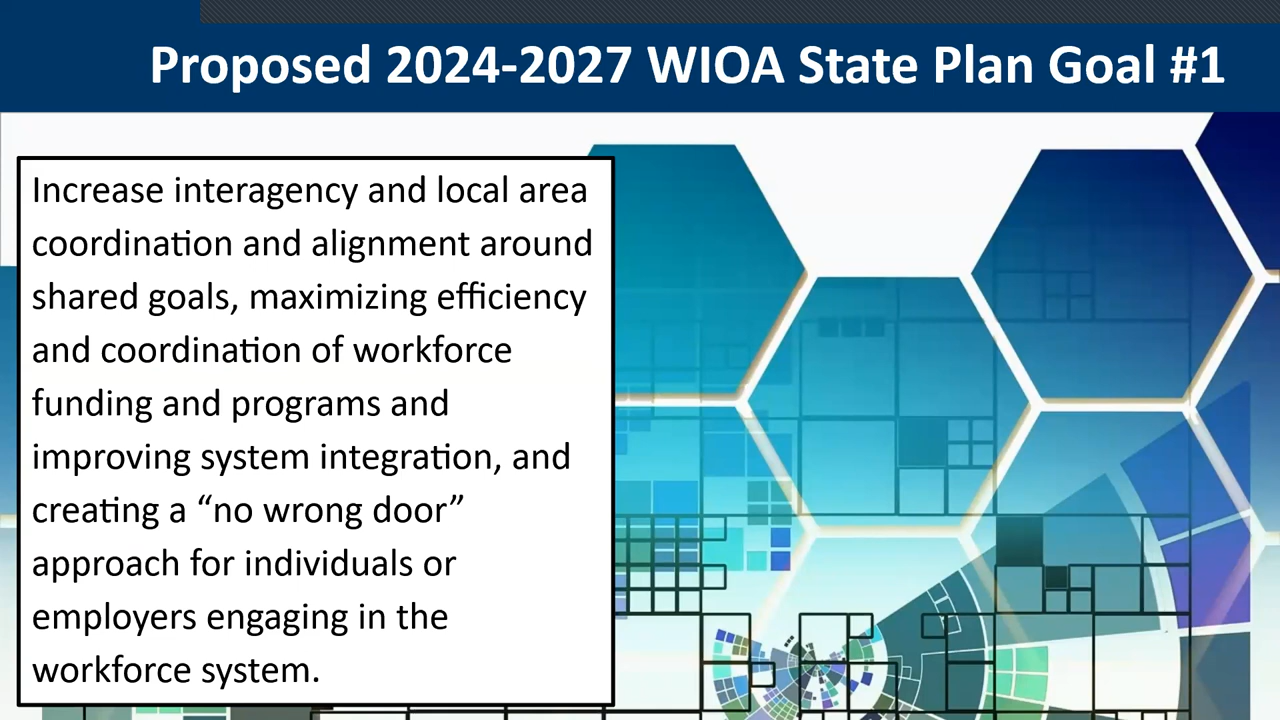 Proposed 2024-2027 WIOA State Plan Goal #1
Increase interagency and local area
coordination and alignment around
shared goals, maximizing efficiency
and coordination of workforce
funding and programs and
improving system integration, and
creating a “no wrong door”
approach for individuals or
employers engaging in the
workforce system.